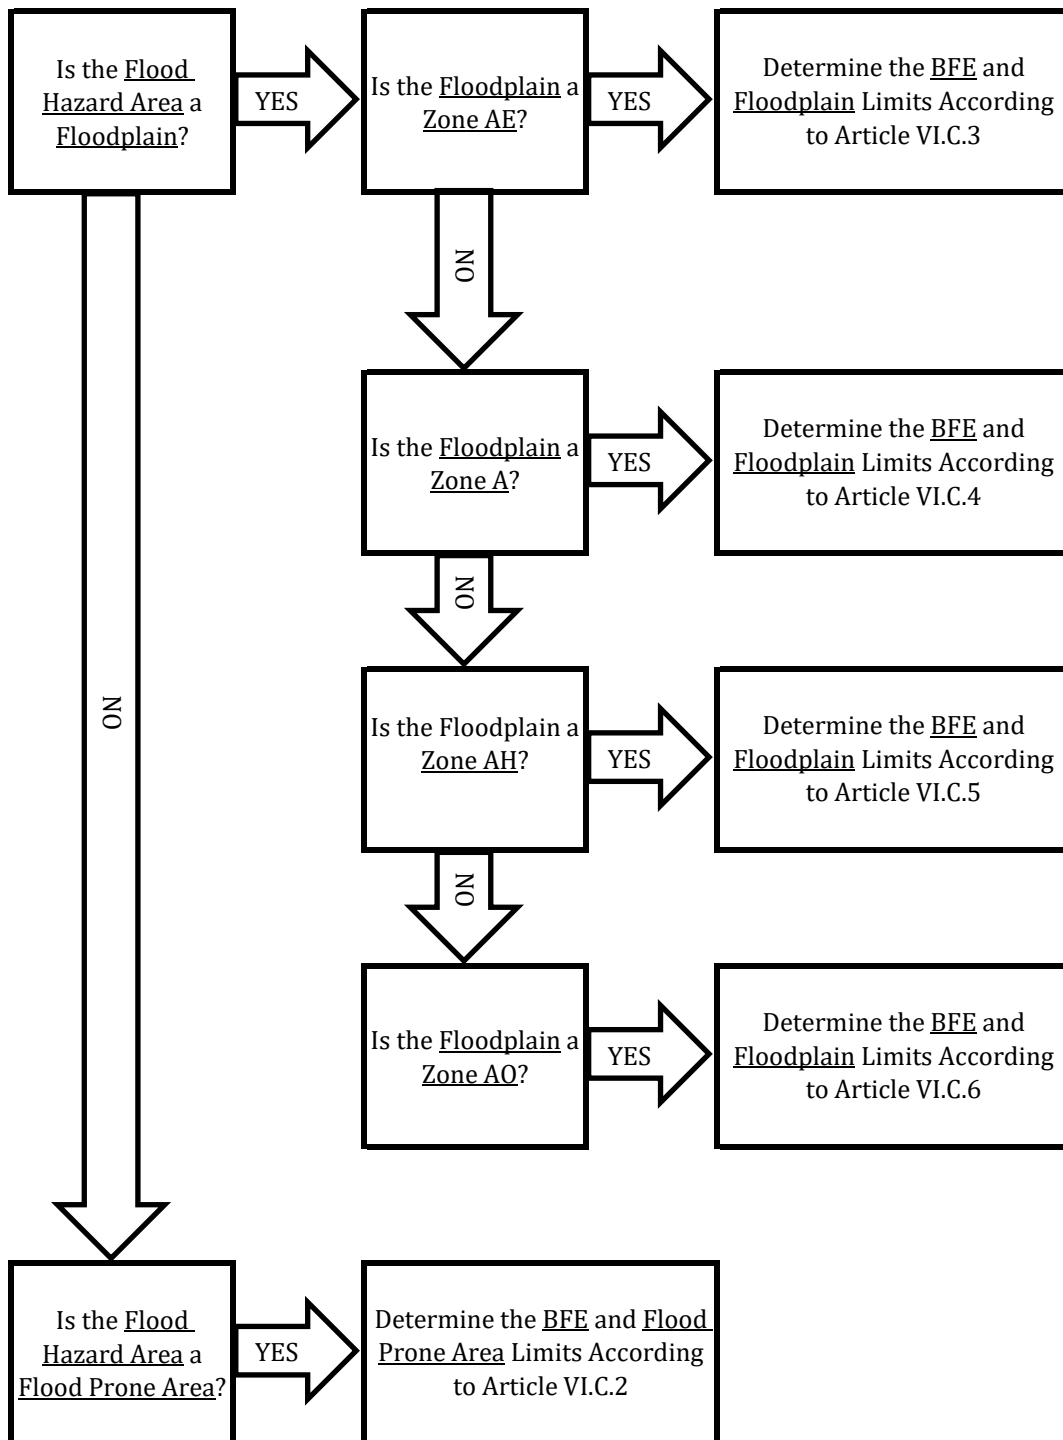 Is the Flood
Hazard Area a
Floodplain?
YES
Is the Floodplain a
Zone AE?
YES
Determine the BFE and
Floodplain Limits According
to Article VI.C.3
NO
Is the Floodplain a
Zone A?
YES
Determine the BFE and
Floodplain Limits According
to Article VI.C.4
NO
NO
Is the Floodplain a
Zone AH?
YES
Determine the BFE and
Floodplain Limits According
to Article VI.C.5
NO
Is the Floodplain a
Zone AO?
YES
Determine the BFE and
Floodplain Limits According
to Article VI.C.6
Is the Flood
Hazard Area a
Flood Prone Area?
YES
Determine the BFE and Flood
Prone Area Limits According
to Article VI.C.2